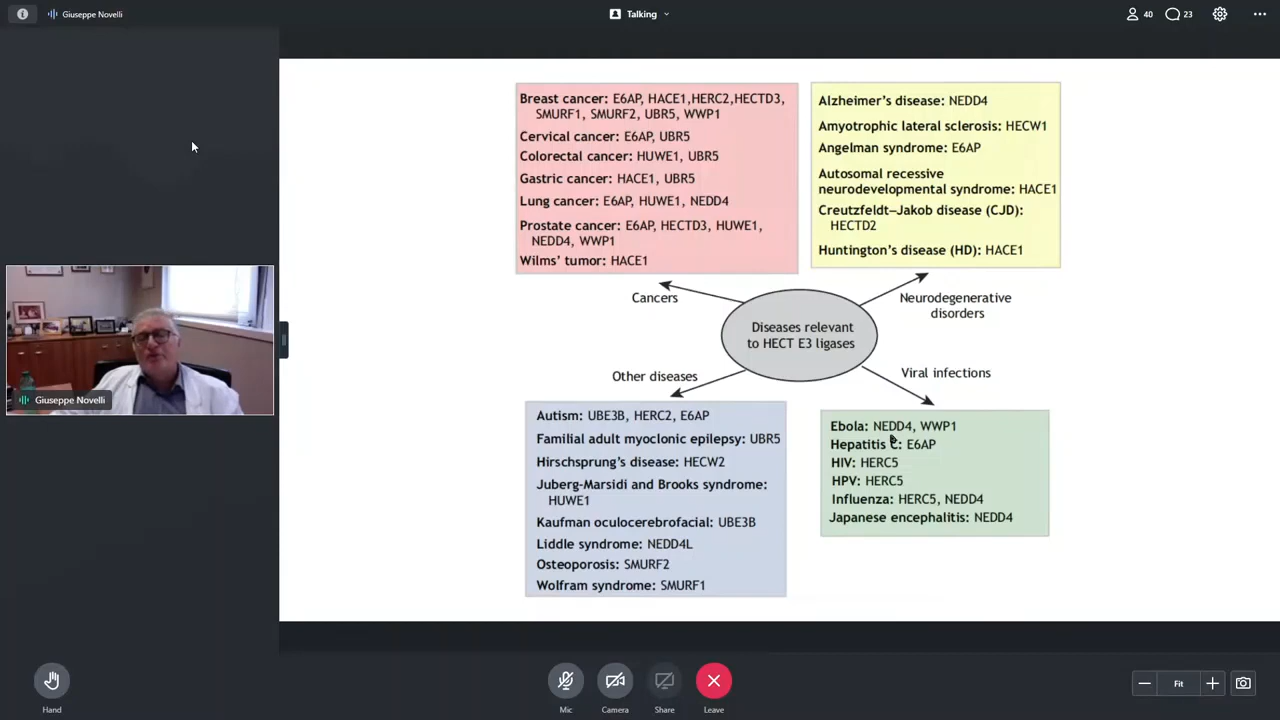 Giuseppe Novelli
Talking
40
23
Breast cancer: E6AP, HACE1,HERC2,HECTD3,
SMURF1, SMURF2, UBR5, WWP1
Cervical cancer: E6AP, UBR5
Colorectal cancer: HUWE1, UBR5
Gastric cancer: HACE1, UBR5
Lung cancer: E6AP, HUWE1, NEDD4
Prostate cancer: E6AP, HECTD3, HUWE1,
NEDD4, WWP1
Wilms' tumor: HACE1
Alzheimer's disease: NEDD4
Amyotrophic lateral sclerosis: HECW1
Angelman syndrome: E6AP
Autosomal recessive
neurodevelopmental syndrome: HACE1
Creutzfeldt–Jakob disease (CJD):
HECTD2
Huntington's disease (HD): HACE1
Cancers
Neurodegenerative
disorders
Diseases relevant
to HECT E3 ligases
Other diseases
Viral infections
Autism: UBE3B, HERC2, E6AP
Familial adult myoclonic epilepsy: UBR5
Hirschsprung's disease: HECW2
Juberg-Marsidi and Brooks syndrome:
HUWE1
Kaufman oculocerebrofacial: UBE3B
Liddle syndrome: NEDD4L
Osteoporosis: SMURF2
Wolfram syndrome: SMURF1
Ebola: NEDD4, WWP1
Hepatitis C: E6AP
HIV: HERC5
HPV: HERC5
Influenza: HERC5, NEDD4
Japanese encephalitis: NEDD4
Giuseppe Novelli
Hand
Mic
Camera
Share
Leave
Fit